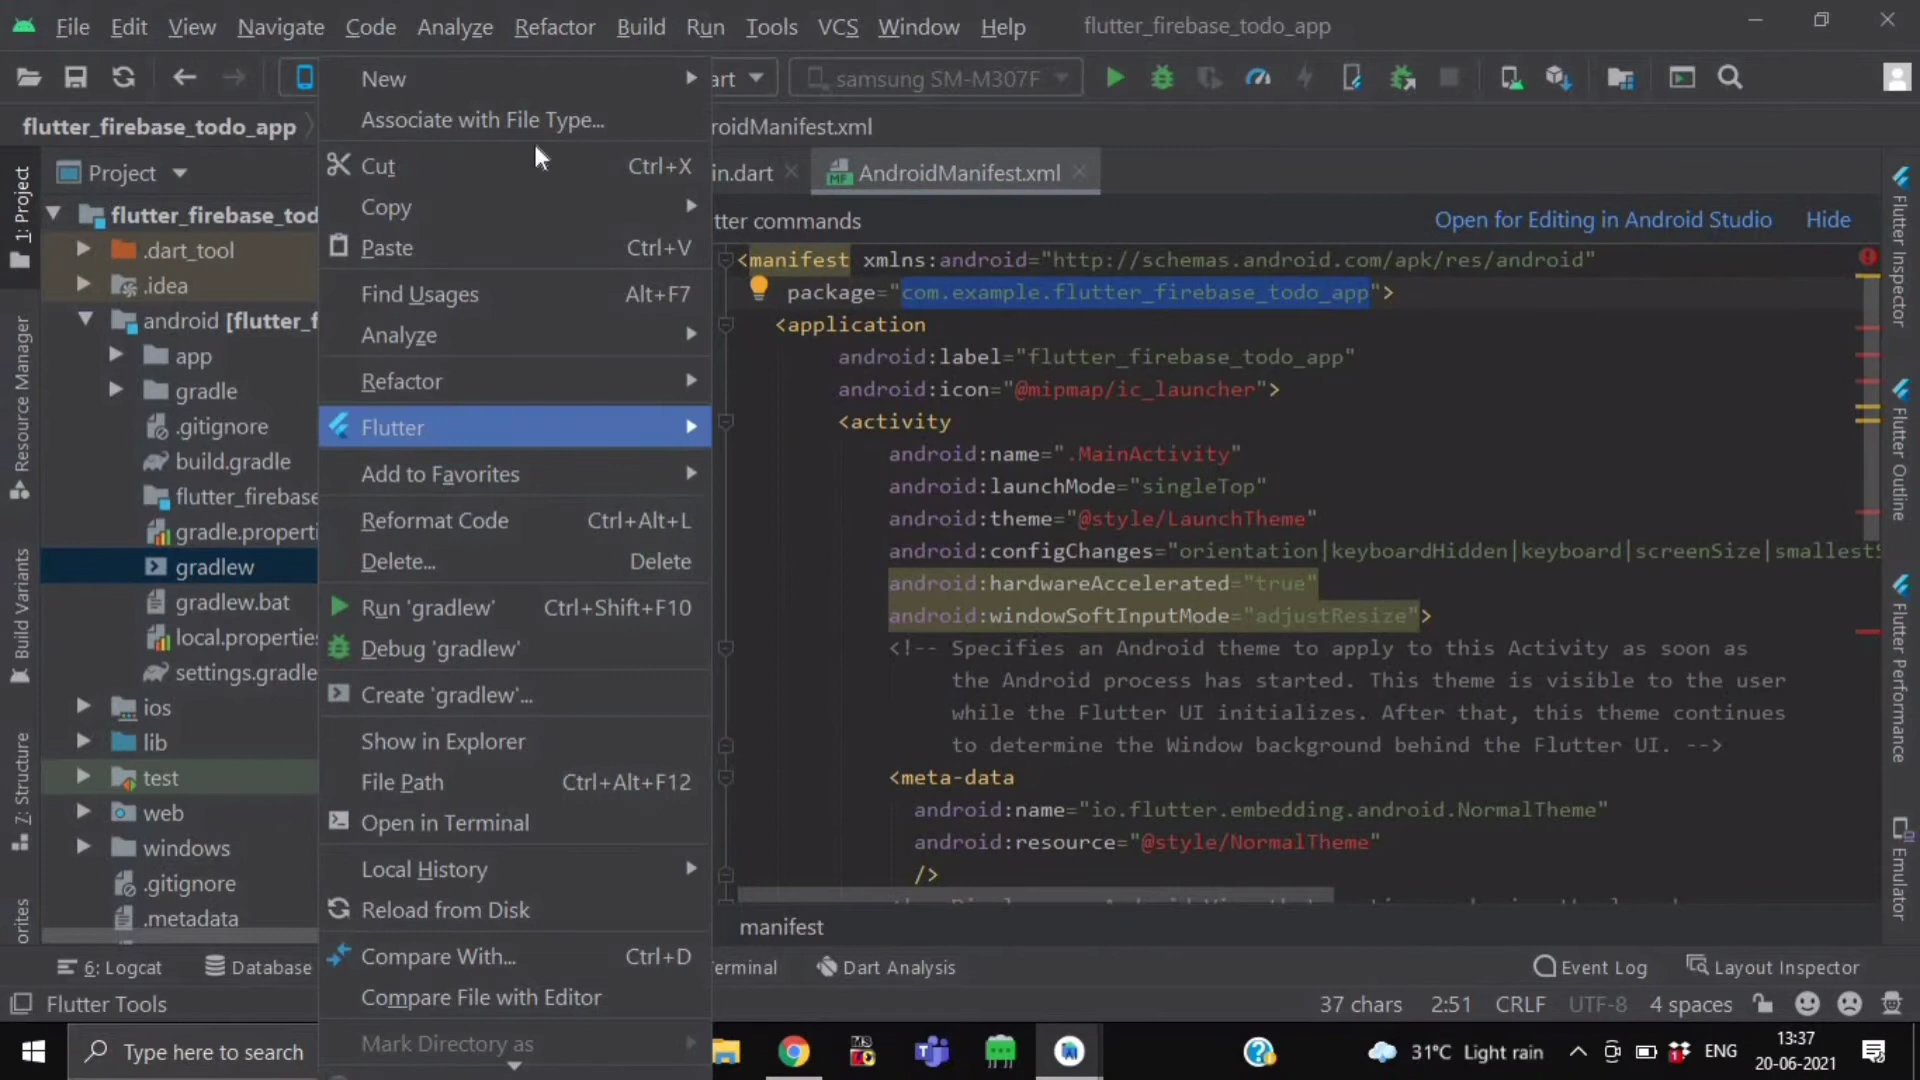 File Edit View Navigate Code Analyze Refactor Build Run Tools VCS Window Help flutter_firebase_todo_app
art samsung SM-M307F
flutter_firebase_todo_app roidManifest.xml
Project in.dart AndroidManifest.xml
tter commands Open for Editing in Android Studio Hide
1: Project
Resource Manager
Build Variants
7: Structure
orites
flutter_firebase_tod
.dart_tool
.idea
android [flutter_f
app
gradle
.gitignore
build.gradle
flutter_firebase
gradle.properti
gradlew
gradlew.bat
local.properties
settings.gradle
ios
lib
test
web
windows
.gitignore
.metadata
New
Associate with File Type...
Cut Ctrl+X
Copy
Paste Ctrl+V
Find Usages Alt+F7
Analyze
Refactor
Flutter
Add to Favorites
Reformat Code Ctrl+Alt+L
Delete... Delete
Run 'gradlew' Ctrl+Shift+F10
Debug 'gradlew'
Create 'gradlew'...
Show in Explorer
File Path Ctrl+Alt+F12
Open in Terminal
Local History
Reload from Disk
Compare With... Ctrl+D
Compare File with Editor
Mark Directory as
<manifest xmlns:android="http://schemas.android.com/apk/res/android"
package="com.example.flutter_firebase_todo_app">
<application
android:label="flutter_firebase_todo_app"
android:icon="@mipmap/ic_launcher">
<activity
android:name=".MainActivity"
android:launchMode="singleTop"
android:theme="@style/LaunchTheme"
android:configChanges="orientation|keyboardHidden|keyboard|screenSize|smallestS
android:hardwareAccelerated="true"
android:windowSoftInputMode="adjustResize">
<!-- Specifies an Android theme to apply to this Activity as soon as
the Android process has started. This theme is visible to the user
while the Flutter UI initializes. After that, this theme continues
to determine the Window background behind the Flutter UI. -->
<meta-data
android:name="io.flutter.embedding.android.NormalTheme"
android:resource="@style/NormalTheme"
/>
manifest
Flutter Inspector
Flutter Outline
Flutter Performance
Emulator
6: Logcat Database erminal Dart Analysis Event Log Layout Inspector
Flutter Tools 37 chars 2:51 CRLF UTF-8 4 spaces
Type here to search 31°C Light rain ENG 13:37
20-06-2021